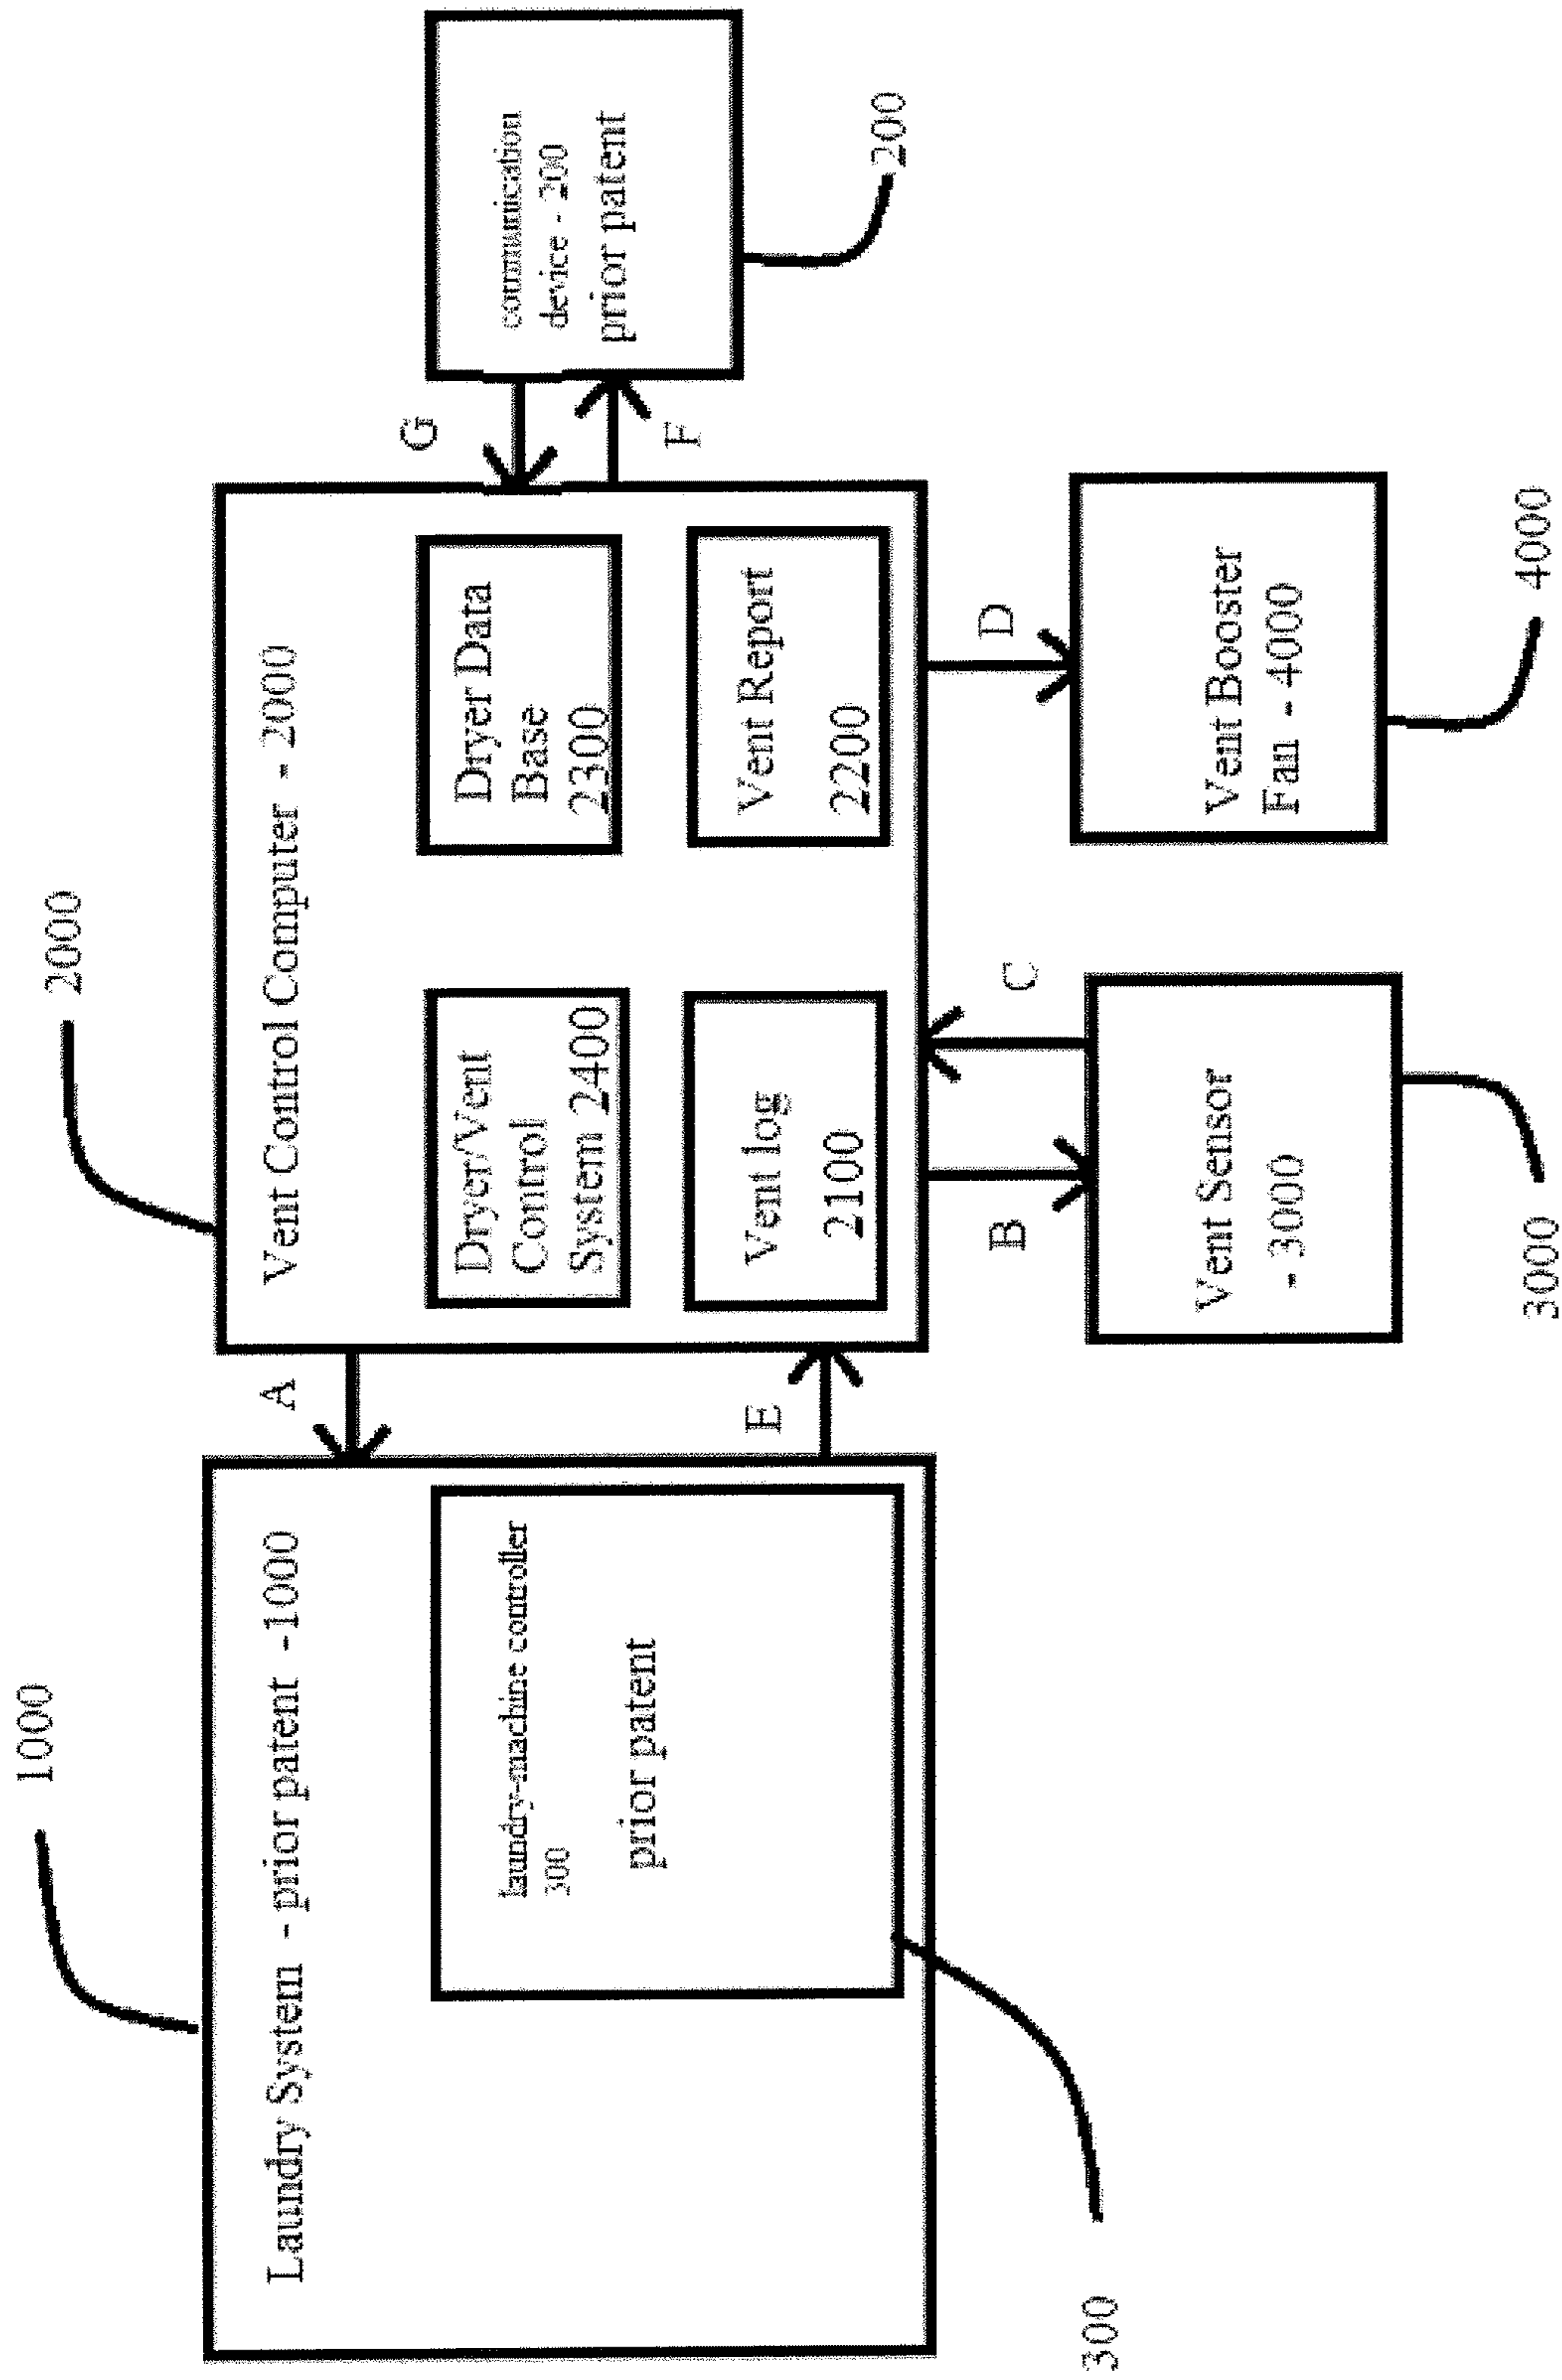 1000
2000
Laundry System - prior patent -1000
Vent Control Computer - 2000
A
G
laundry-machine controller
300
prior patent
Dryer/Vent
Control
System 2400
Dryer Data
Base
2300
communication
device - 200
prior patent
E
F
Vent log
2100
Vent Report
2200
200
B
C
D
300
Vent Sensor
- 3000
Vent Booster
Fan - 4000
3000
4000